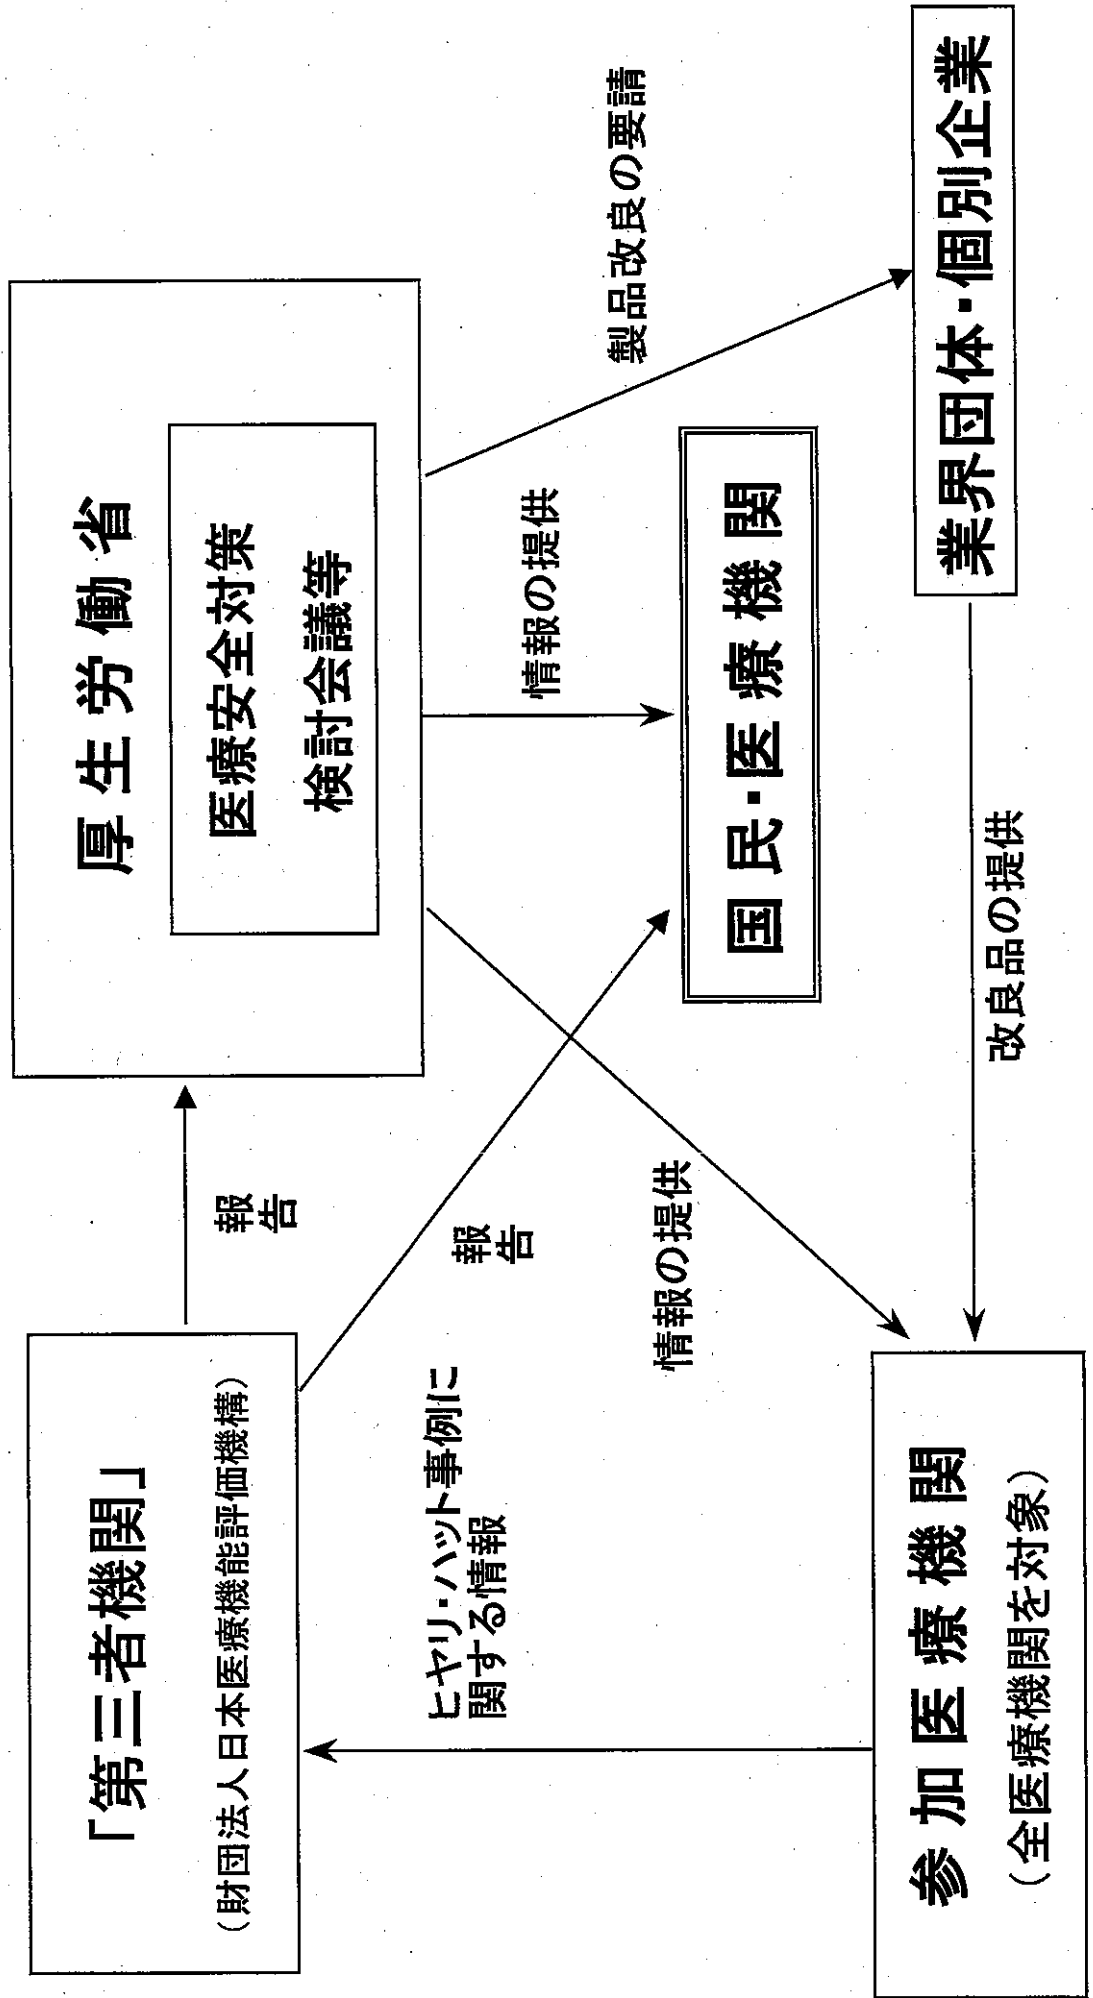 「第三者機関」
（財団法人日本医療機能評価機構）
報
告
厚生労働省
医療安全対策
検討会議等
ヒヤリ・ハット事例に
関する情報
報
告
情報の提供
情報の提供
製品改良の要請
国民・医療機関
参加医療機関
（全医療機関を対象）
改良品の提供
業界団体・個別企業